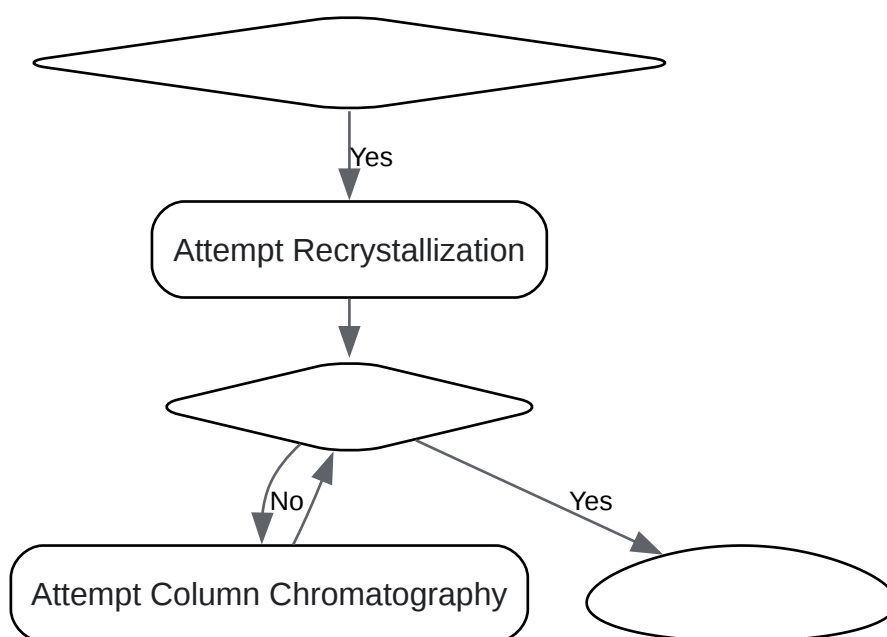 Yes
Attempt Recrystallization
No
Yes
Attempt Column Chromatography